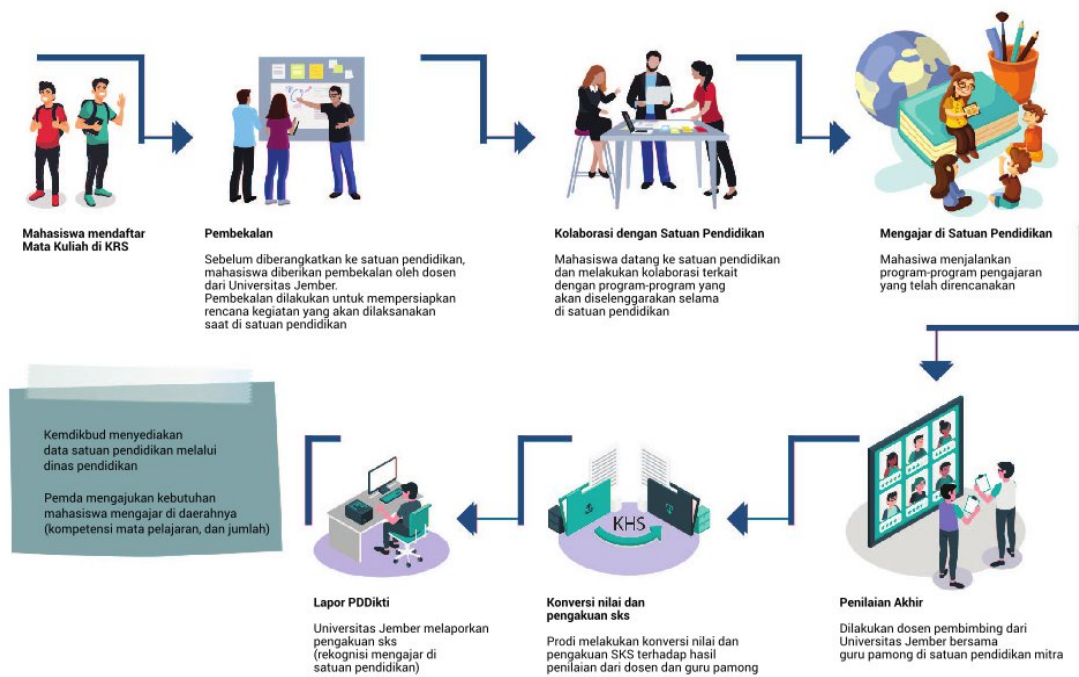 Mahasiswa mendaftar
Mata Kuliah di KRS
Pembekalan
Sebelum diberangkatkan ke satuan pendidikan,
mahasiswa diberikan pembekalan oleh dosen
dari Universitas Jember.
Pembekalan dilakukan untuk mempersiapkan
rencana kegiatan yang akan dilaksanakan
saat di satuan pendidikan
Kolaborasi dengan Satuan Pendidikan
Mahasiswa datang ke satuan pendidikan
dan melakukan kolaborasi terkait
dengan program-program yang
akan diselenggarakan selama
di satuan pendidikan
Mengajar di Satuan Pendidikan
Mahasiwa menjalankan
program-program pengajaran
yang telah direncanakan
Kemdikbud menyediakan
data satuan pendidikan melalui
dinas pendidikan
Pemda mengajukan kebutuhan
mahasiswa mengajar di daerahnya
(kompetensi mata pelajaran, dan jumlah)
Lapor PDDikti
Universitas Jember melaporkan
pengakuan sks
(rekognisi mengajar di
satuan pendidikan)
KHS
Konversi nilai dan
pengakuan sks
Prodi melakukan konversi nilai dan
pengakuan SKS terhadap hasil
penilaian dari dosen dan guru pamong
Penilaian Akhir
Dilakukan dosen pembimbing dari
Universitas Jember bersama
guru pamong di satuan pendidikan mitra